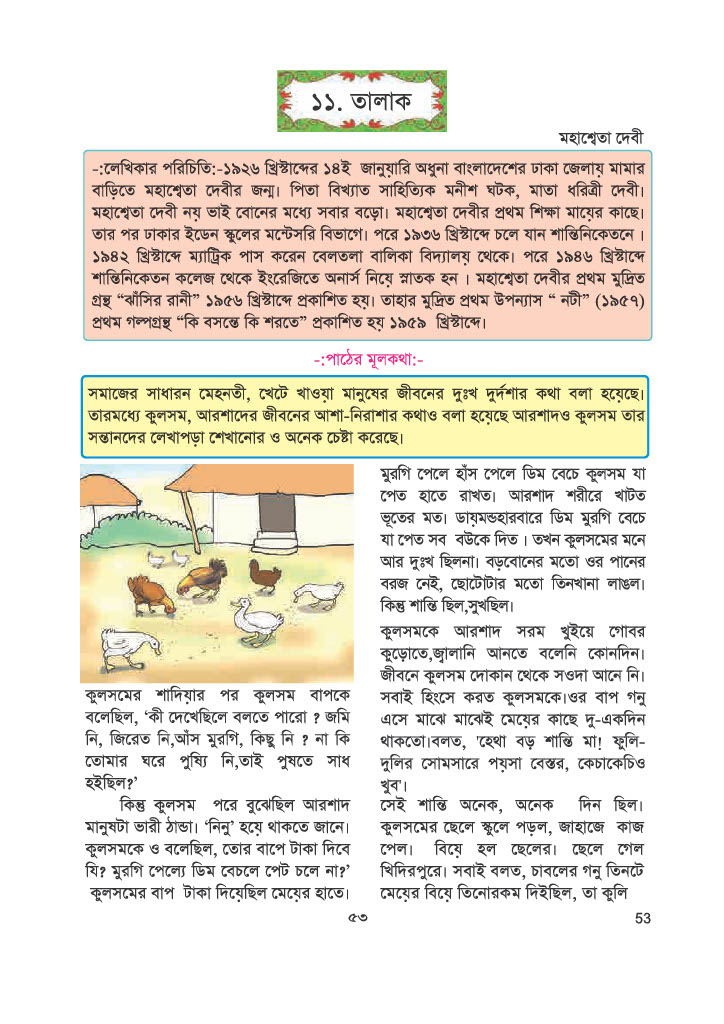 ১১. তালাক
মহাশ্বেতা দেবী
-:লেখিকার পরিচিতি:-১৯২৬ খ্রিস্টাব্দের ১৪ই জানুয়ারি অধুনা বাংলাদেশের ঢাকা জেলায় মামার
বাড়িতে মহাশ্বেতা দেবীর জন্ম। পিতা বিখ্যাত সাহিত্যিক মনীশ ঘটক, মাতা ধরিত্রী দেবী।
মহাশ্বেতা দেবী নয় ভাই বোনের মধ্যে সবার বড়ো। মহাশ্বেতা দেবীর প্রথম শিক্ষা মায়ের কাছে।
তার পর ঢাকার ইডেন স্কুলের মন্টেসরি বিভাগে। পরে ১৯৩৬ খ্রিস্টাব্দে চলে যান শান্তিনিকেতনে ।
১৯৪২ খ্রিস্টাব্দে ম্যাট্রিক পাস করেন বেলতলা বালিকা বিদ্যালয় থেকে। পরে ১৯৪৬ খ্রিস্টাব্দে
শান্তিনিকেতন কলেজ থেকে ইংরেজিতে অনার্স নিয়ে স্নাতক হন । মহাশ্বেতা দেবীর প্রথম মুদ্রিত
গ্রন্থ “ঝাঁসির রানী” ১৯৫৬ খ্রিস্টাব্দে প্রকাশিত হয়। তাহার মুদ্রিত প্রথম উপন্যাস “ নটী” (১৯৫৭)
প্রথম গল্পগ্রন্থ “কি বসন্তে কি শরতে” প্রকাশিত হয় ১৯৫৯ খ্রিস্টাব্দে।
-:পাঠের মূলকথা:-
সমাজের সাধারন মেহনতী, খেটে খাওয়া মানুষের জীবনের দুঃখ দুর্দশার কথা বলা হয়েছে।
তারমধ্যে কুলসম, আরশাদের জীবনের আশা-নিরাশার কথাও বলা হয়েছে আরশাদও কুলসম তার
সন্তানদের লেখাপড়া শেখানোর ও অনেক চেষ্টা করেছে।
কুলসমের শাদিয়ার পর কুলসম বাপকে
বলেছিল, ‘কী দেখেছিলে বলতে পারো ? জমি
নি, জিরেত নি,আঁস মুরগি, কিছু নি ? না কি
তোমার ঘরে পুষ্যি নি,তাই পুষতে সাধ
হইছিল?’
কিন্তু কুলসম পরে বুঝেছিল আরশাদ
মানুষটা ভারী ঠান্ডা। ‘নিনু’ হয়ে থাকতে জানে।
কুলসমকে ও বলেছিল, তোর বাপে টাকা দিবে
যি? মুরগি পেল্যে ডিম বেচলে পেট চলে না?’
কুলসমের বাপ টাকা দিয়েছিল মেয়ের হাতে।
মুরগি পেলে হাঁস পেলে ডিম বেচে কুলসম যা
পেত হাতে রাখত। আরশাদ শরীরে খাটত
ভূতের মত। ডায়মন্ডহারবারে ডিম মুরগি বেচে
যা পেত সব বউকে দিত । তখন কুলসমের মনে
আর দুঃখ ছিলনা। বড়বোনের মতো ওর পানের
বরজ নেই, ছোটোটার মতো তিনখানা লাঙল।
কিন্তু শান্তি ছিল,সুখছিল।
কুলসমকে আরশাদ সরম খুইয়ে গোবর
কুড়োতে,জ্বালানি আনতে বলেনি কোনদিন।
জীবনে কুলসম দোকান থেকে সওদা আনে নি।
সবাই হিংসে করত কুলসমকে।ওর বাপ গনু
এসে মাঝে মাঝেই মেয়ের কাছে দু-একদিন
থাকতো।বলত, 'হেথা বড় শান্তি মা! ফুলি-
দুলির সোমসারে পয়সা বেস্তর, কেচাকেচিও
খুব'।
সেই শান্তি অনেক, অনেক দিন ছিল।
কুলসমের ছেলে স্কুলে পড়ল, জাহাজে কাজ
পেল। বিয়ে হল ছেলের। ছেলে গেল
খিদিরপুরে। সবাই বলত, চাবলের গনু তিনটে
মেয়ের বিয়ে তিনোরকম দিইছিল, তা কুলি
৫৩
53